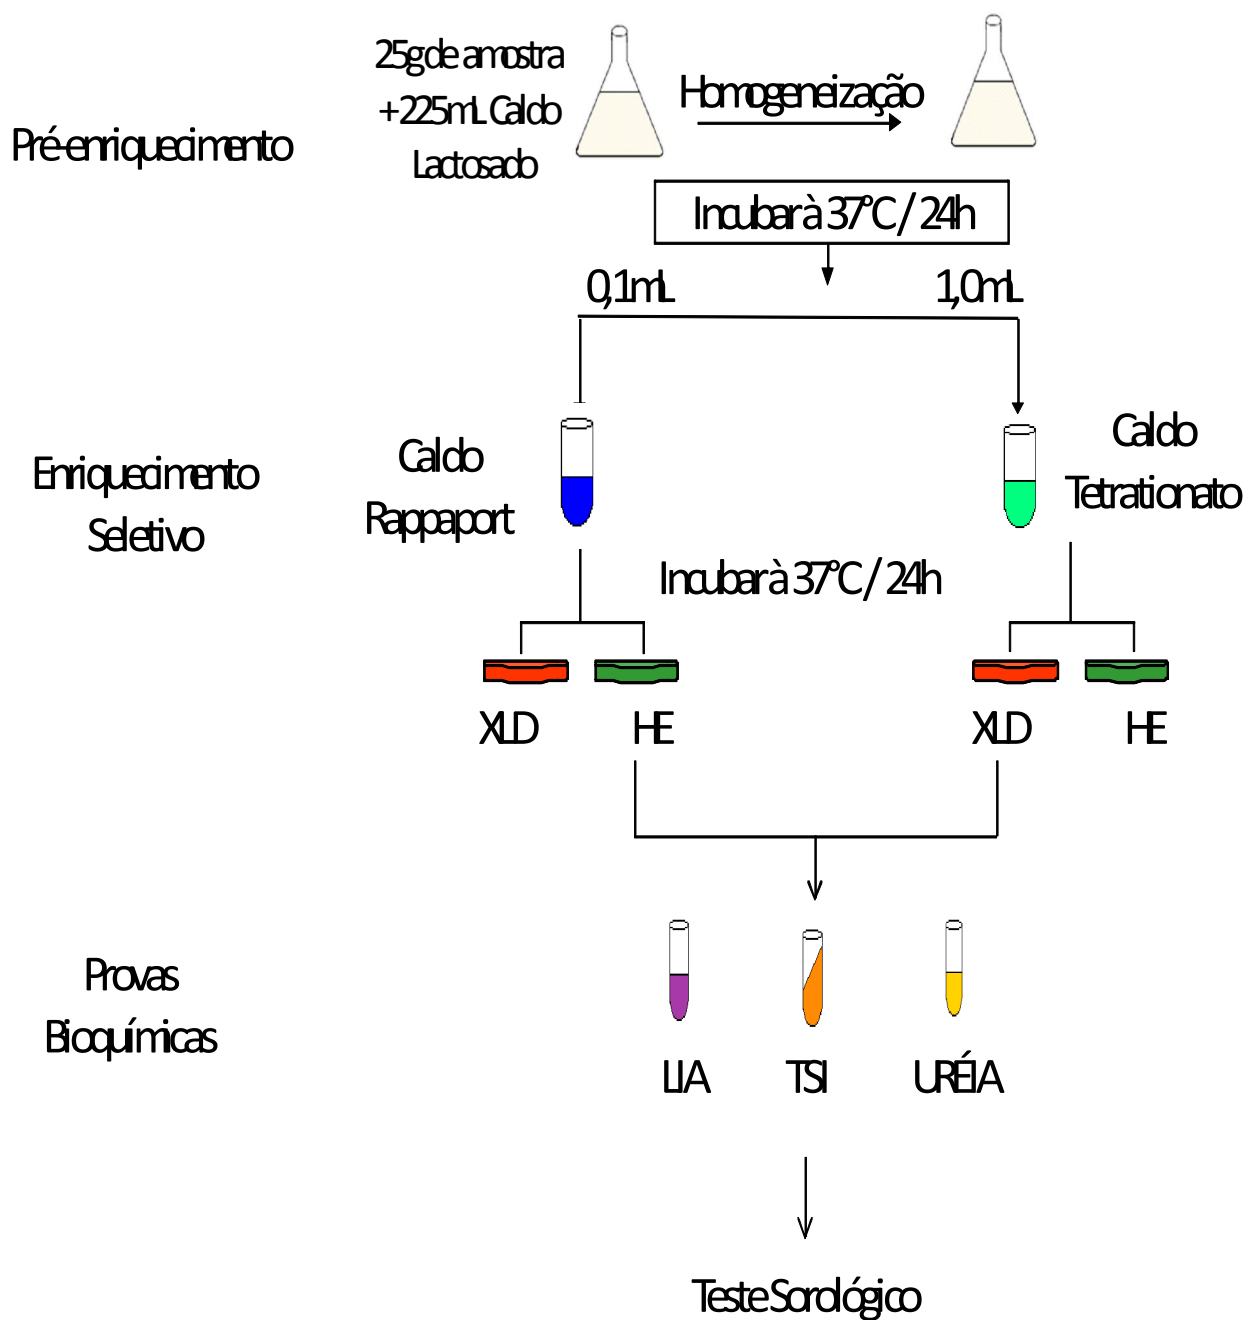 25g de amostra
+ 225mL Caldo
Lactosado
Homogeneização
Pré-enriquecimento
Incubar à 37°C / 24h
0,1mL
1,0mL
Caldo
Rappaport
Caldo
Tetrationato
Enriquecimento
Seletivo
Incubar à 37°C / 24h
XLD
HE
XLD
HE
Provas
Bioquímicas
LIA
TSI
URÉIA
Teste Sorológico